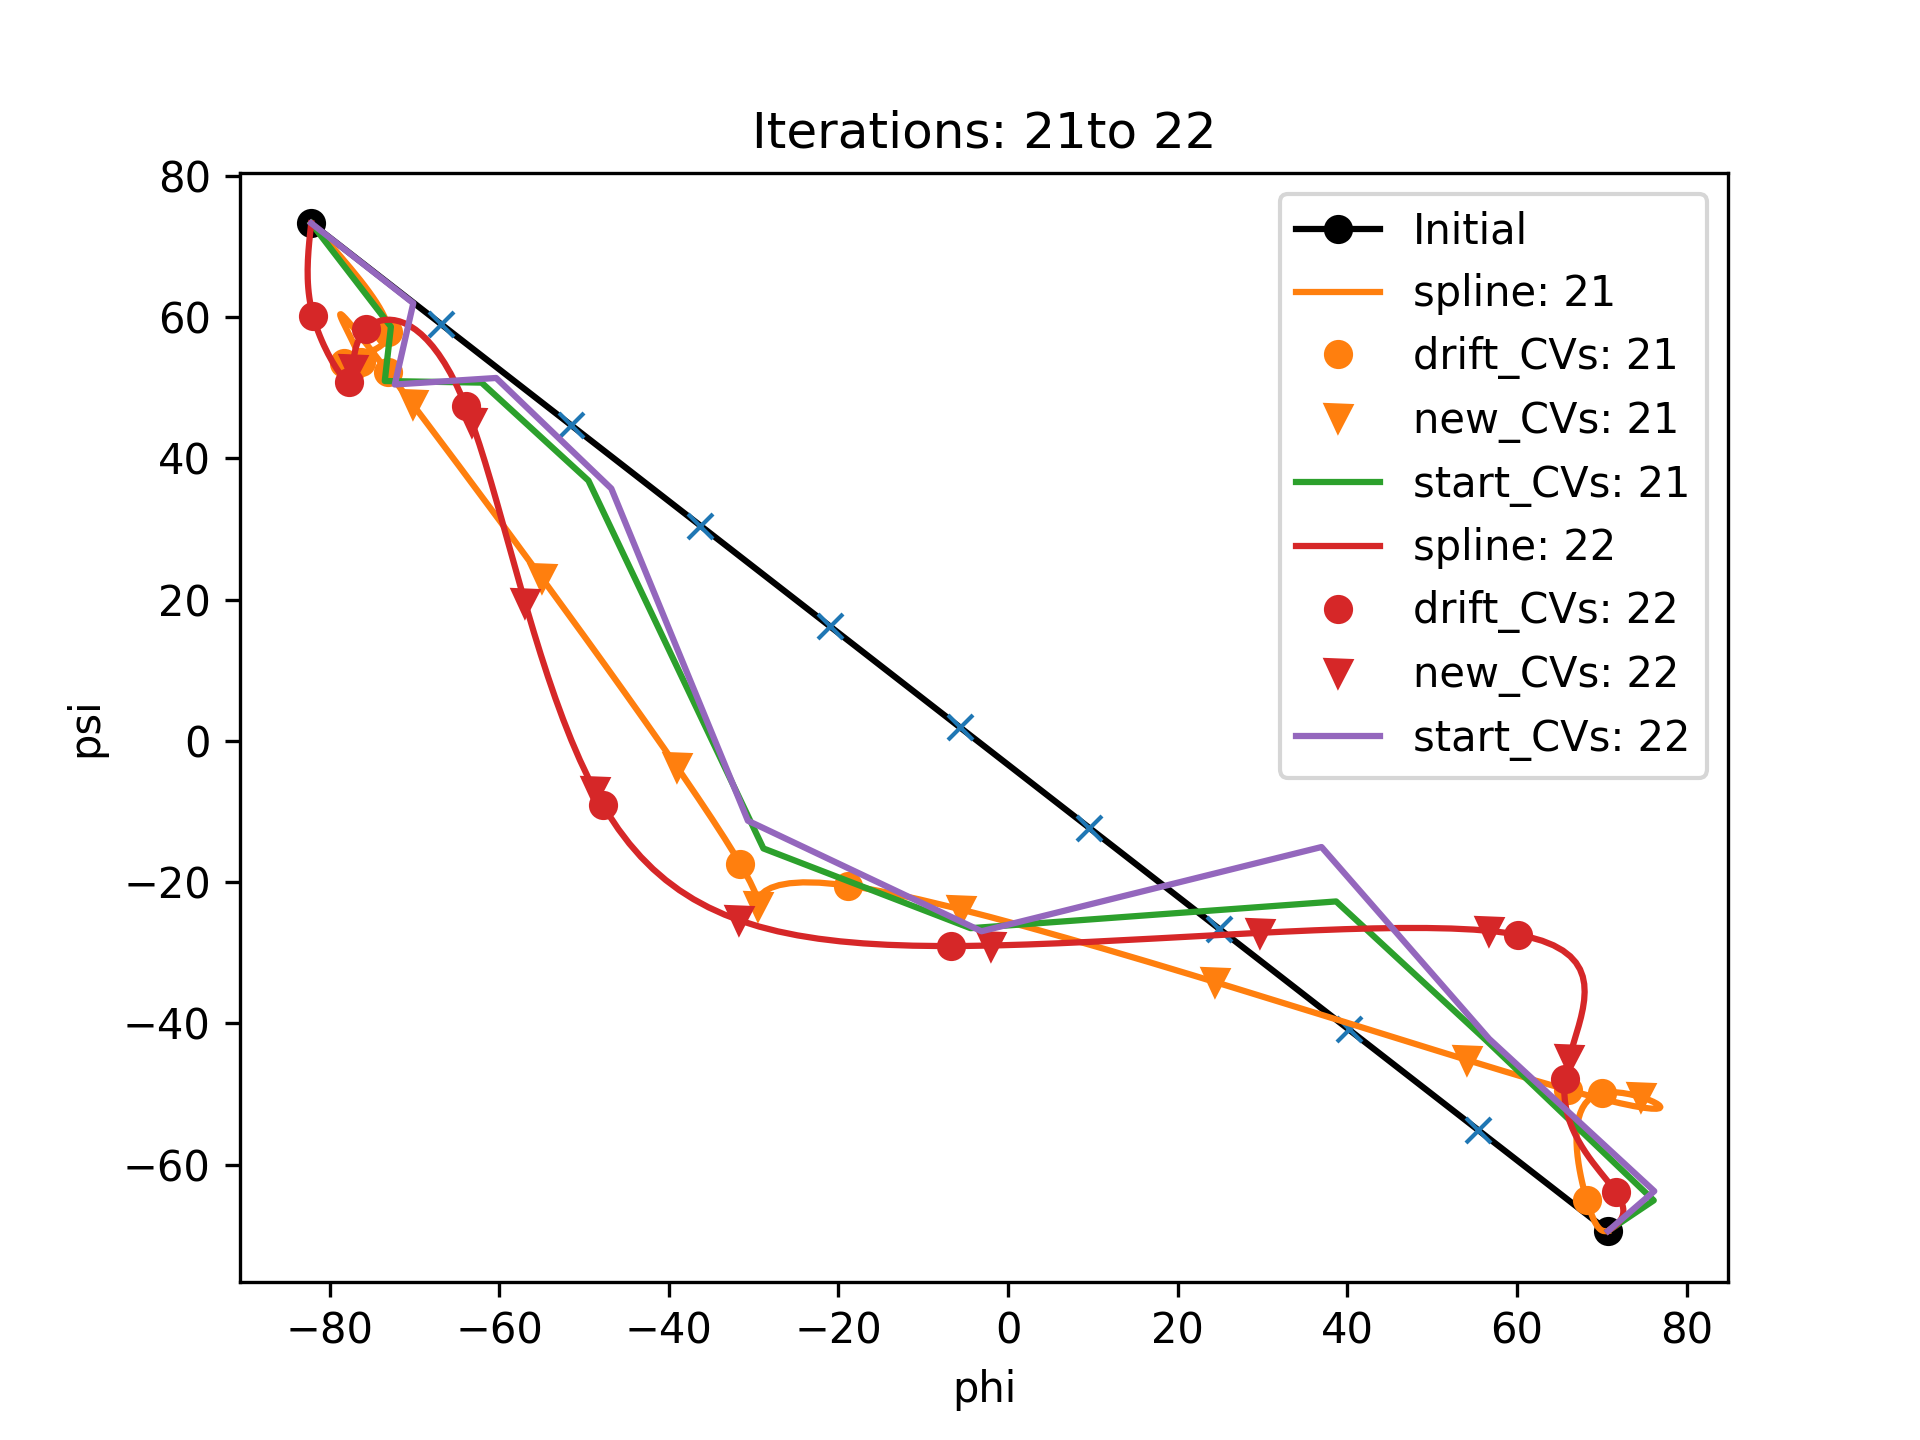 Iterations: 21to 22
80
60
40
20
0
−20
−40
−60
psi
Initial
spline: 21
drift_CVs: 21
new_CVs: 21
start_CVs: 21
spline: 22
drift_CVs: 22
new_CVs: 22
start_CVs: 22
−80 −60 −40 −20 0 20 40 60 80
phi